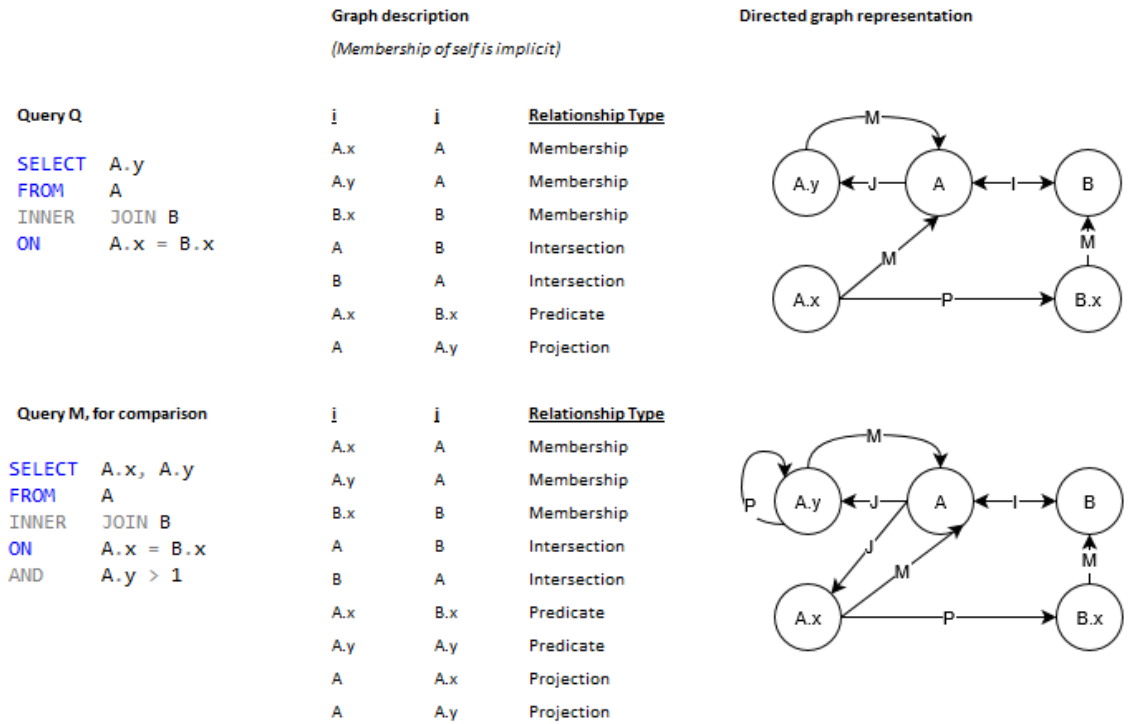 Graph description
Directed graph representation
(Membership of self is implicit)
Query Q
i j Relationship Type
SELECT A.y
FROM A
INNER JOIN B
ON A.x = B.x
A.x A Membership
A.y A Membership
B.x B Membership
A B Intersection
B A Intersection
A.x B.x Predicate
A A.y Projection
M
A.y J A I B
M M
A.x P B.x
Query M, for comparison
i j Relationship Type
SELECT A.x, A.y
FROM A
INNER JOIN B
ON A.x = B.x
AND A.y > 1
A.x A Membership
A.y A Membership
B.x B Membership
A B Intersection
B A Intersection
A.x B.x Predicate
A.y A.y Predicate
A A.x Projection
A A.y Projection
M
P A.y J A I B
J M M
A.x P B.x